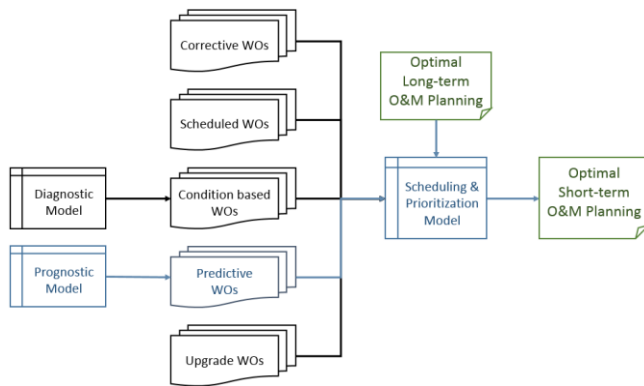 Corrective WOs
Scheduled WOs
Diagnostic
Model
Condition based
WOs
Prognostic
Model
Predictive
WOs
Upgrade WOs
Optimal
Long-term
O&M Planning
Scheduling &
Prioritization
Model
Optimal
Short-term
O&M Planning